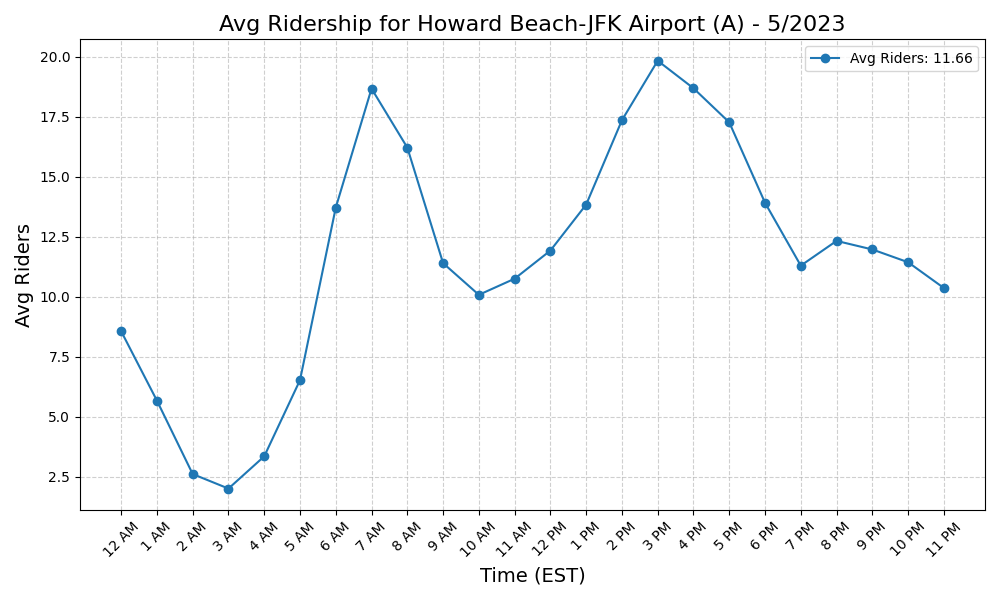 Avg Ridership for Howard Beach-JFK Airport (A) - 5/2023
Avg Riders: 11.66
Avg Riders
20.0
17.5
15.0
12.5
10.0
7.5
5.0
2.5
12 AM
1 AM
2 AM
3 AM
4 AM
5 AM
6 AM
7 AM
8 AM
9 AM
10 AM
11 AM
12 PM
1 PM
2 PM
3 PM
4 PM
5 PM
6 PM
7 PM
8 PM
9 PM
10 PM
11 PM
Time (EST)